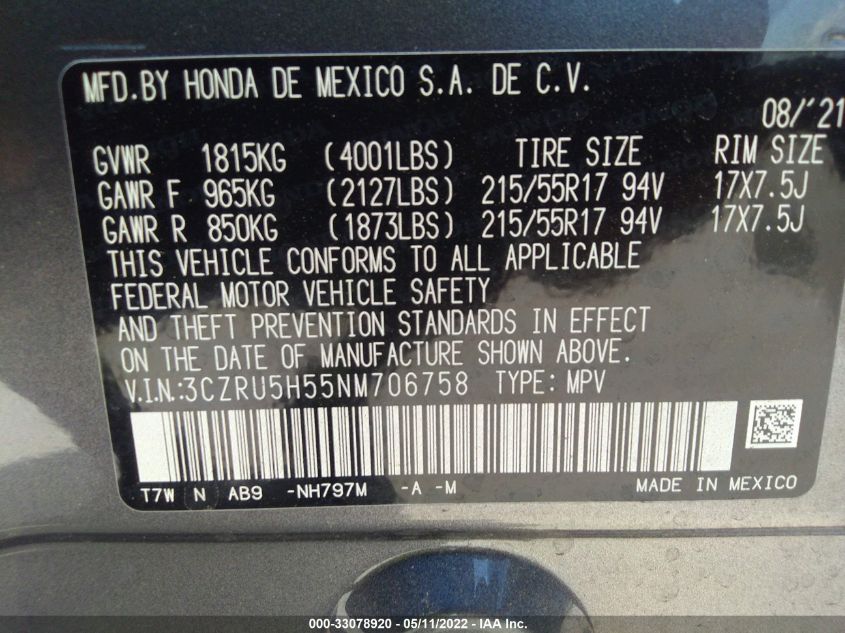 MFD.BY HONDA DE MEXICO S.A. DE C.V.
08/'21
GVWR 1815KG (4001LBS) TIRE SIZE RIM SIZE
GAWR F 965KG (2127LBS) 215/55R17 94V 17X7.5J
GAWR R 850KG (1873LBS) 215/55R17 94V 17X7.5J
THIS VEHICLE CONFORMS TO ALL APPLICABLE
FEDERAL MOTOR VEHICLE SAFETY
AND THEFT PREVENTION STANDARDS IN EFFECT
ON THE DATE OF MANUFACTURE SHOWN ABOVE.
V.I.N.:3CZRU5H55NM706758 TYPE: MPV
T7W N AB9 -NH797M -A -M MADE IN MEXICO
000-33078920 - 05/11/2022 - IAA Inc.